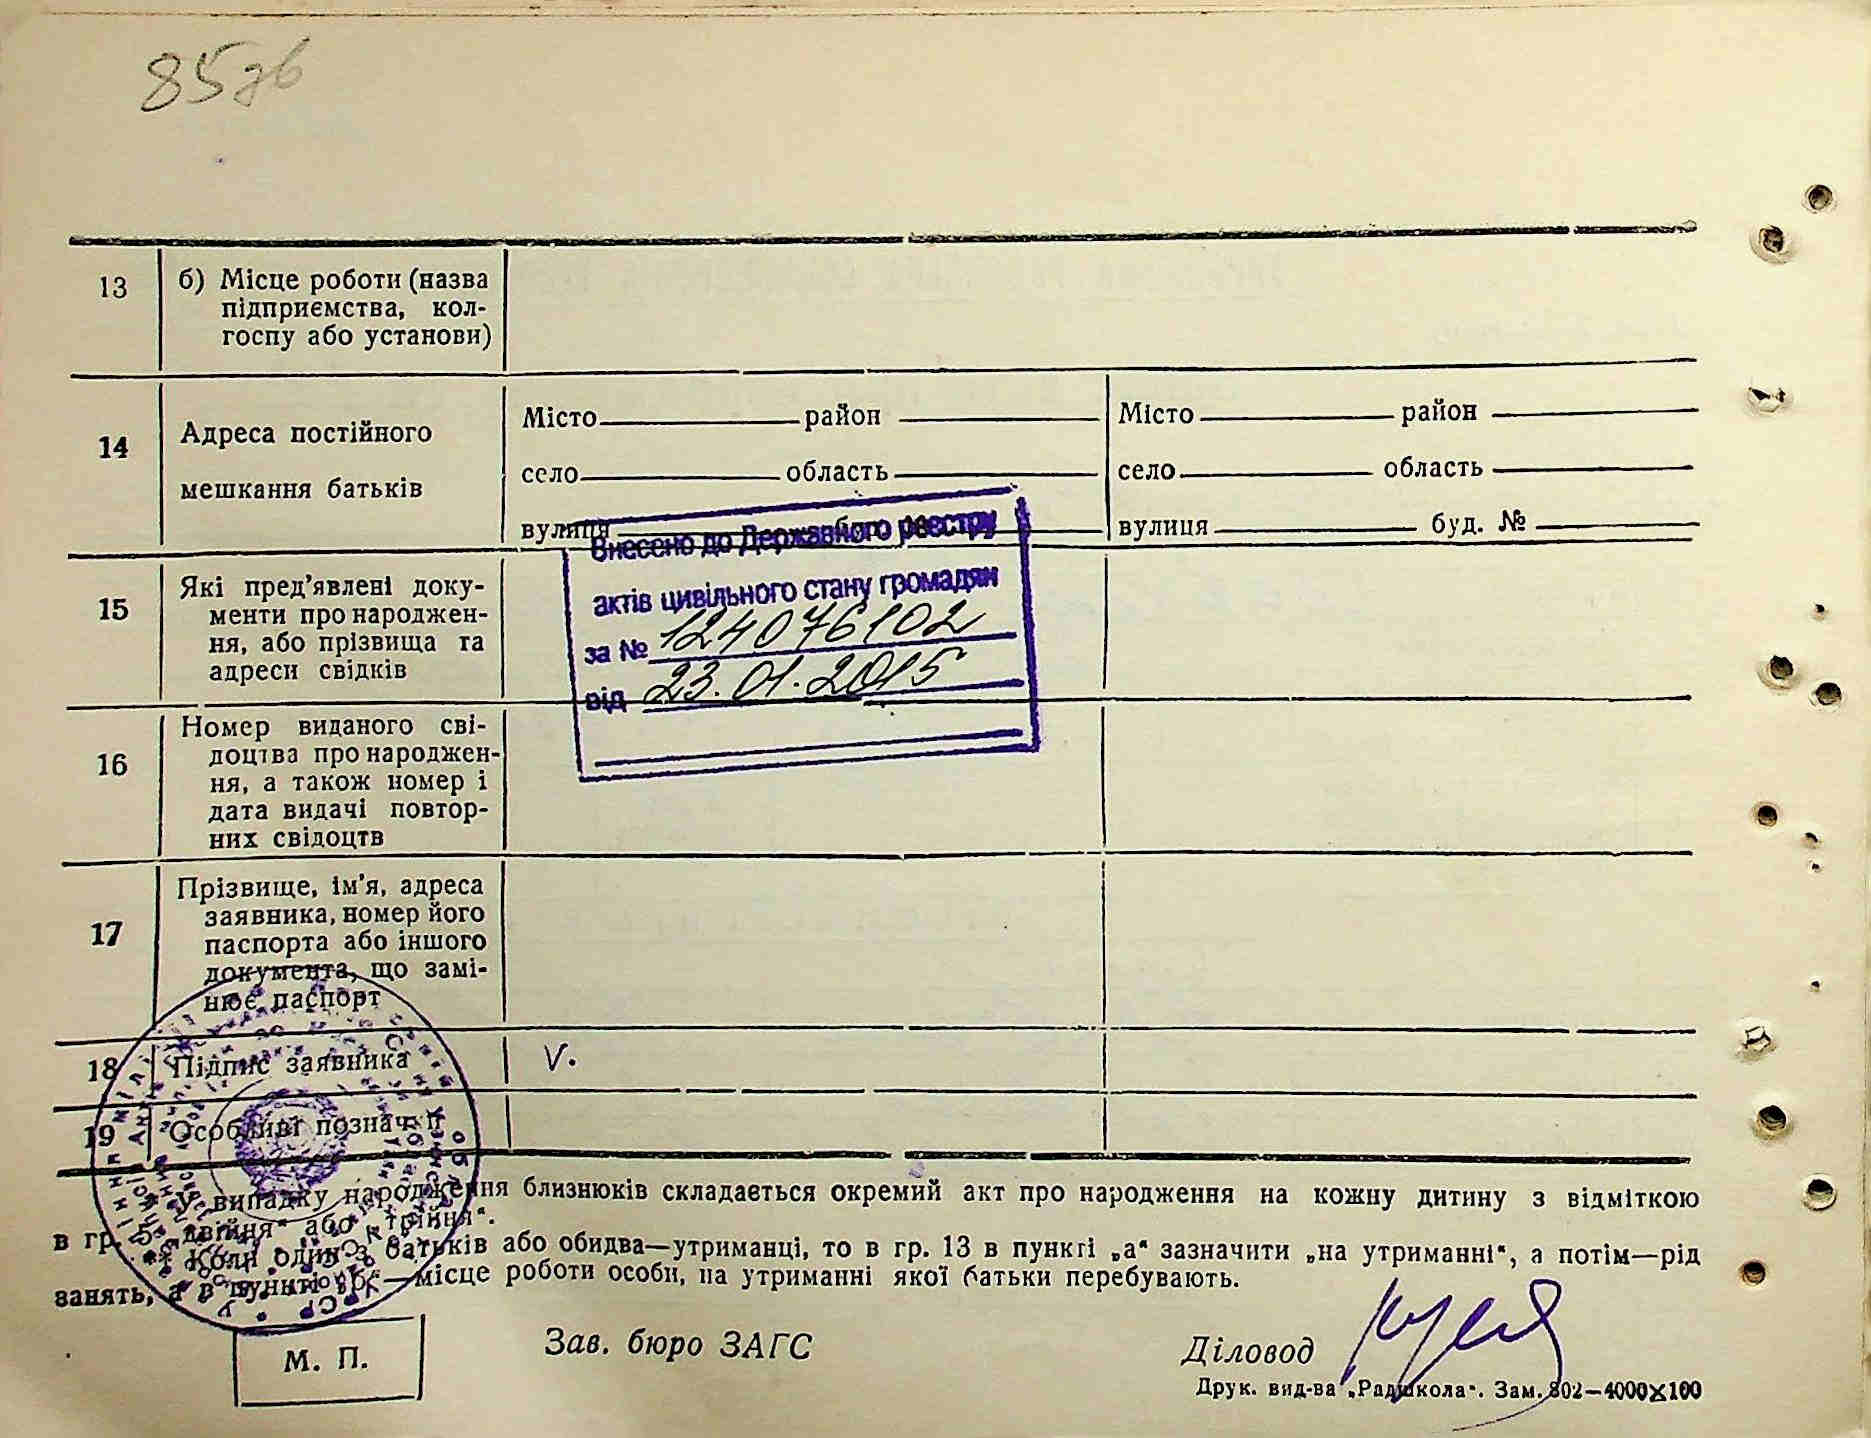 85зв
13
б) Місце роботи (назва
підприємства, кол-
госпу або установи)
14
Адреса постійного
мешкання батьків
Місто район
село область
вулиця
Місто район
село область
вулиця буд. №
Внесено до Державного реєстру
актів цивільного стану громадян
за № 124076102
від 23.01.2015
15
Які пред'явлені доку-
менти про народжен-
ня, або прізвища та
адреси свідків
16
Номер виданого сві-
доцтва про народжен-
ня, а також номер і
дата видачі повтор-
них свідоцтв
17
Прізвище, ім'я, адреса
заявника, номер його
паспорта або іншого
документа, що замі-
нює паспорт
18
Підпис заявника
V.
19
Особливі позначки
У випадку народження близнюків складається окремий акт про народження на кожну дитину з відміткою
в гр. 5 „двійня“ або „трійня“.
** Коли один з батьків або обидва—утриманці, то в гр. 13 в пункті „а“ зазначити „на утриманні“, а потім—рід
занять, а в пункті „б“—місце роботи особи, на утриманні якої батьки перебувають.
М. П.
Зав. бюро ЗАГС
Діловод
Друк. вид-ва „Радшкола“. Зам. 802—4000×100